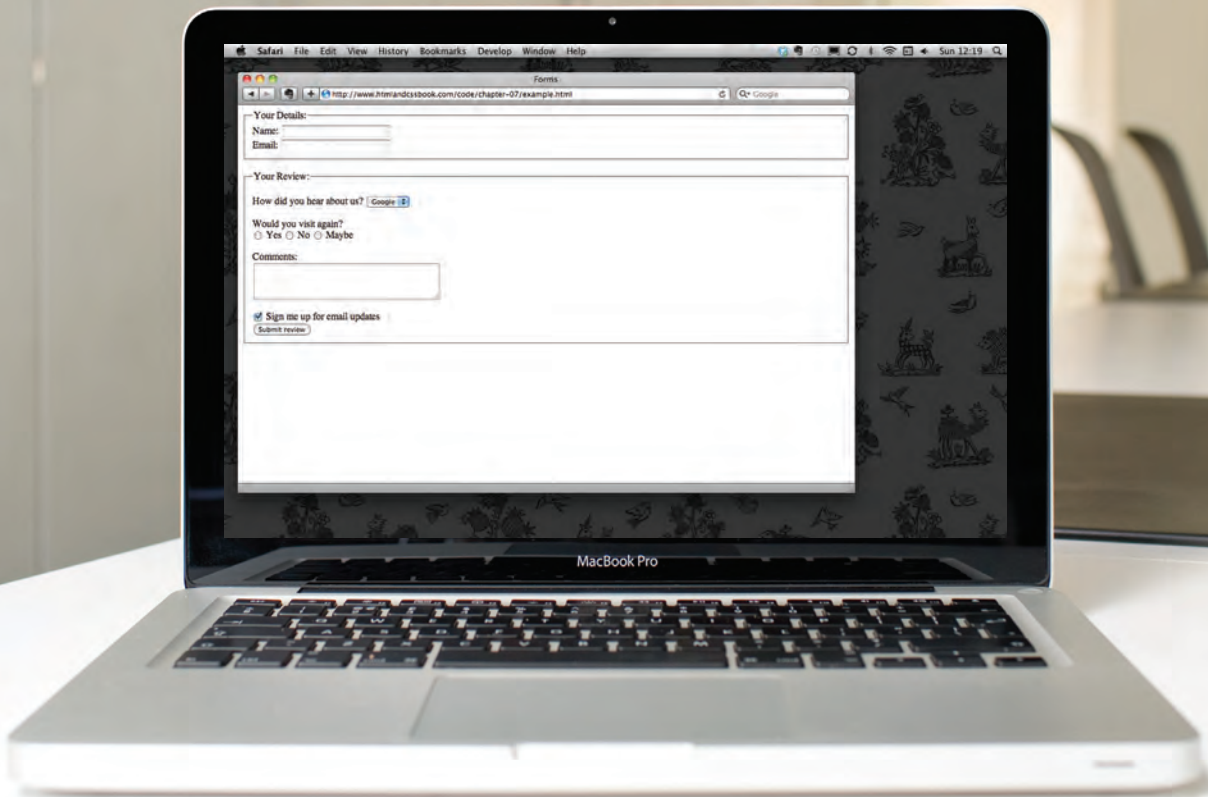 Safari File Edit View History Bookmarks Develop Window Help Sun 12:19
Forms
http://www.htmlandcssbook.com/code/chapter-07/example.html Google
Your Details:
Name:
Email:
Your Review:
How did you hear about us? Google
Would you visit again?
Yes No Maybe
Comments:
Sign me up for email updates
Submit review
MacBook Pro